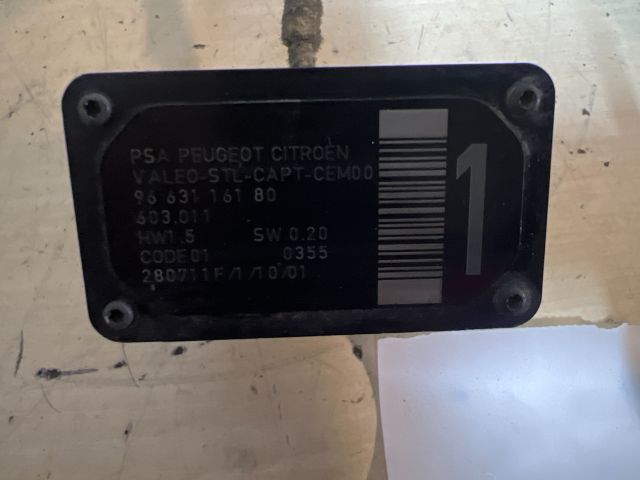 PSA PEUGEOT CITROËN
VALEO-STL-CAPT-CEM00
96 631 161 80
603.011
HW1.5 SW 0.20
CODE01 0355
280711F/1/10/01
1